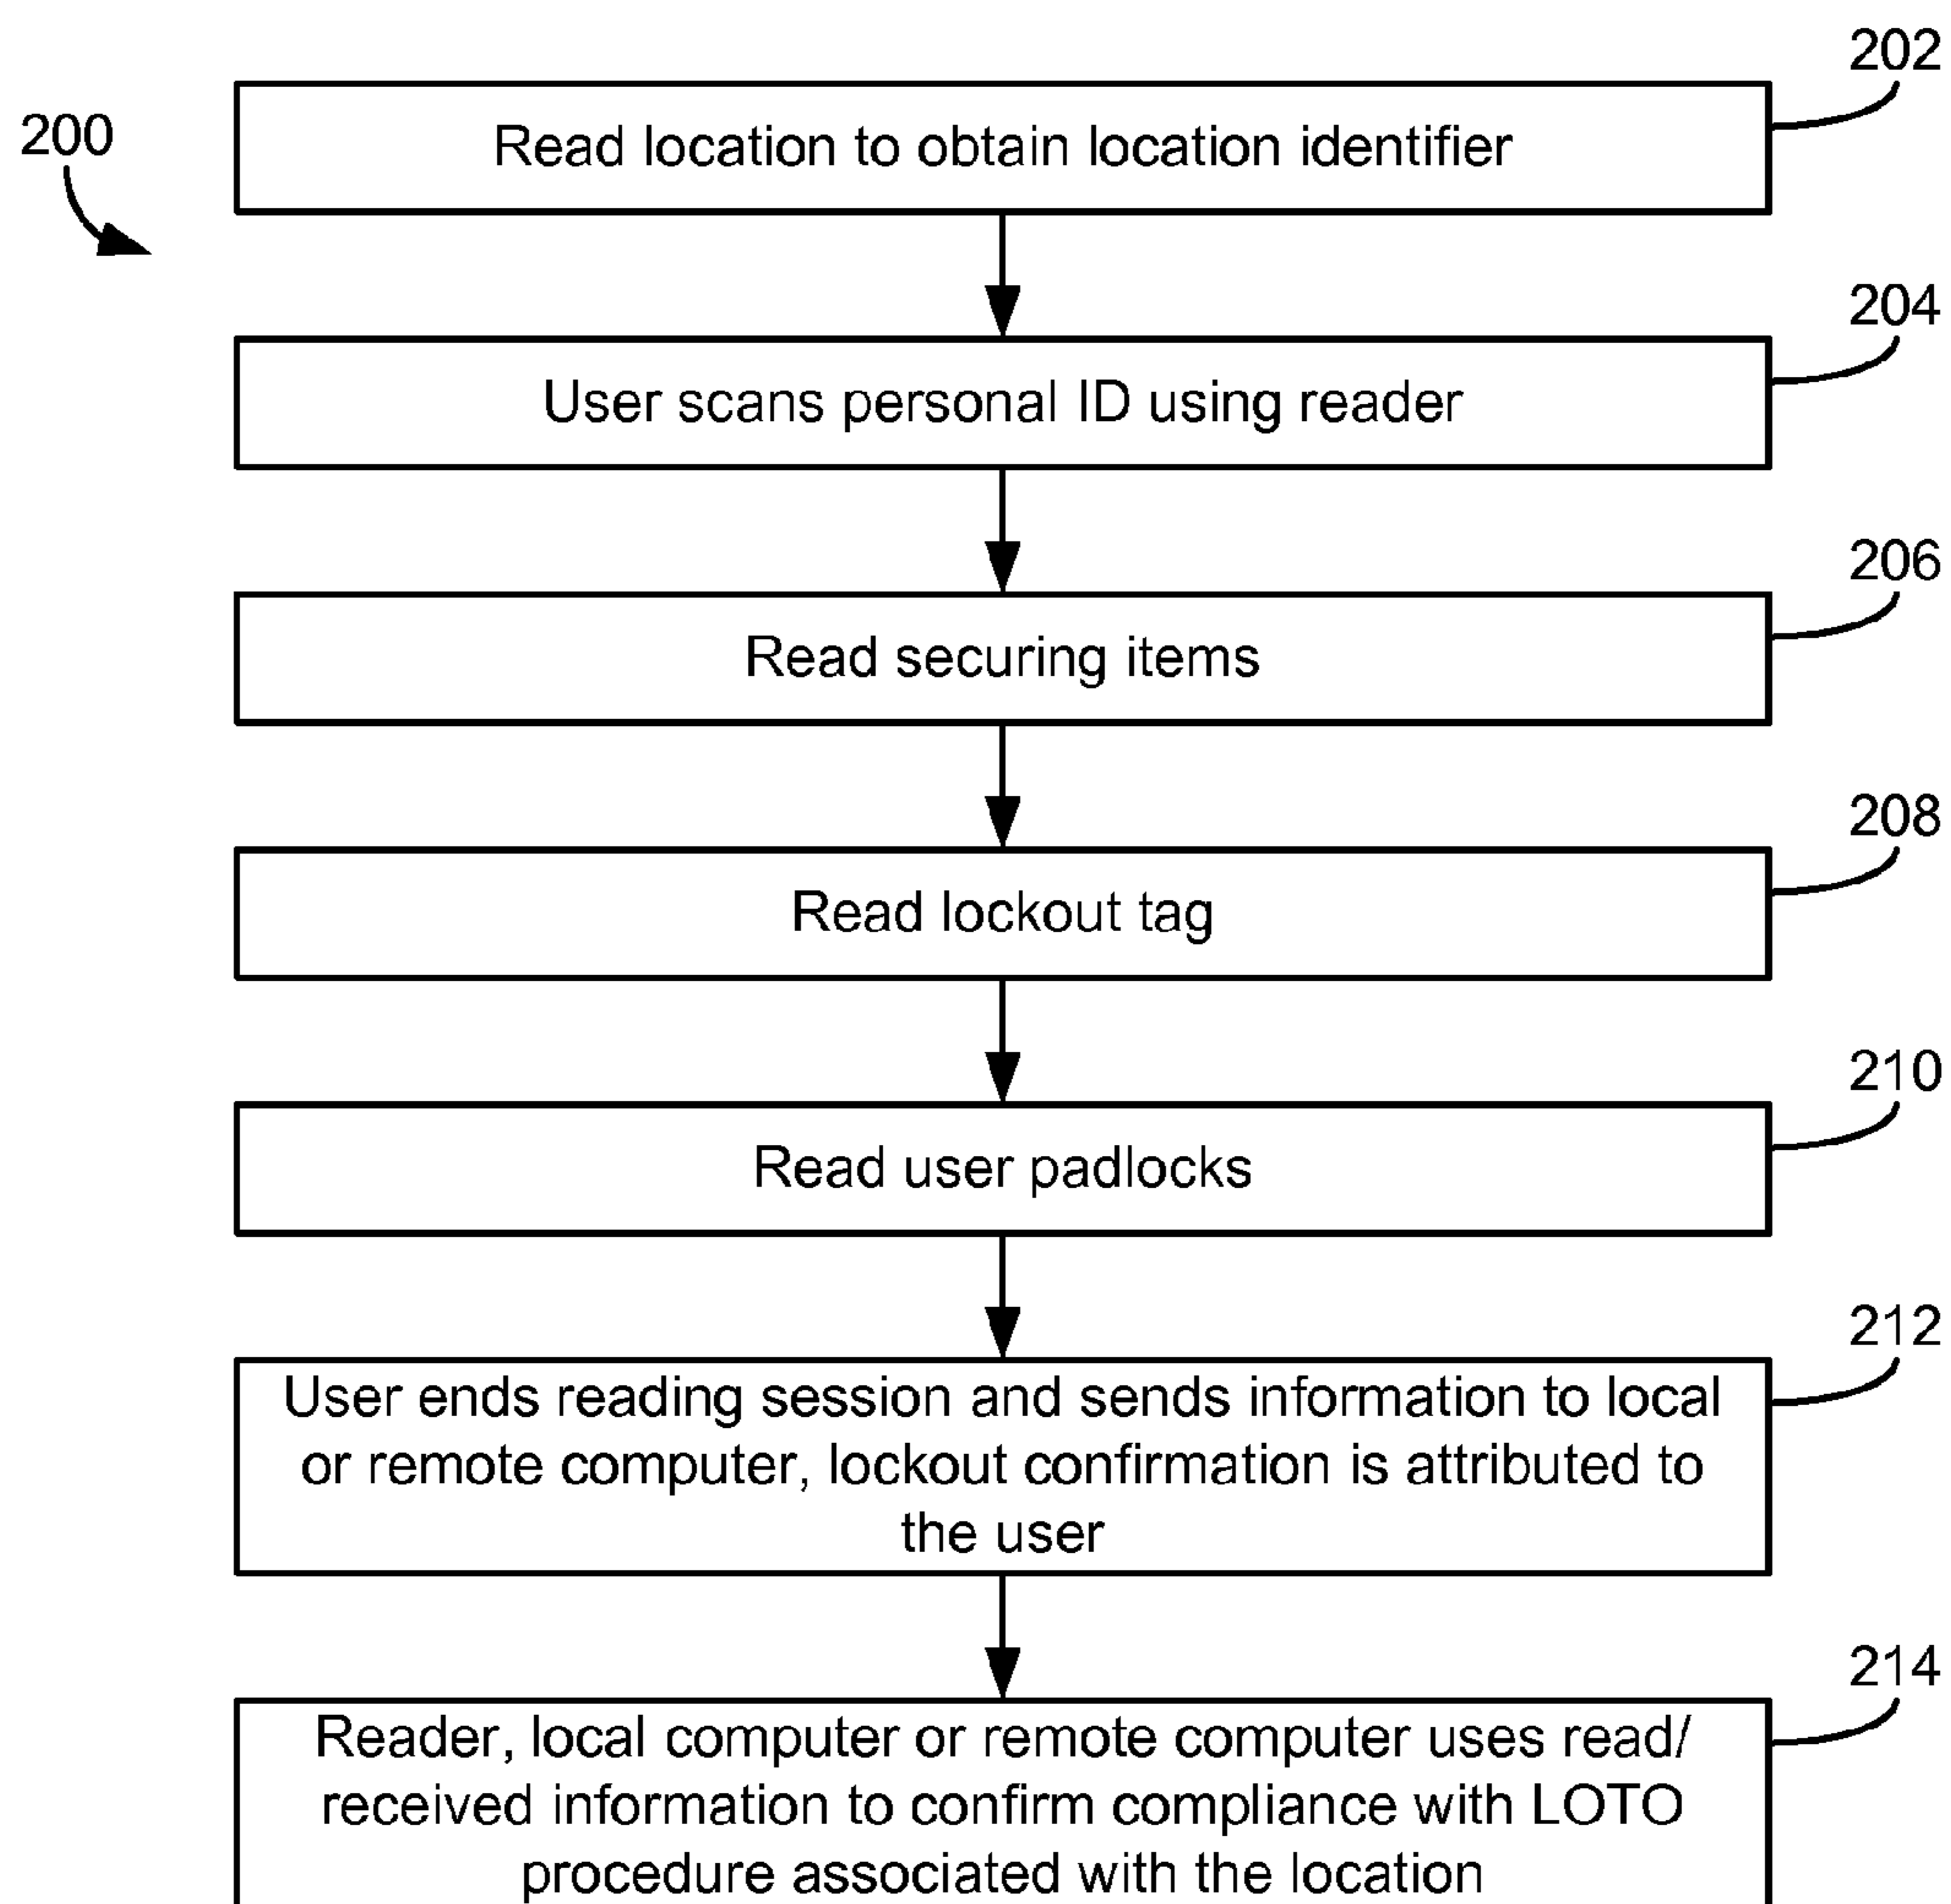 202
200
Read location to obtain location identifier
204
User scans personal ID using reader
206
Read securing items
208
Read lockout tag
210
Read user padlocks
212
User ends reading session and sends information to local
or remote computer, lockout confirmation is attributed to
the user
214
Reader, local computer or remote computer uses read/
received information to confirm compliance with LOTO
procedure associated with the location